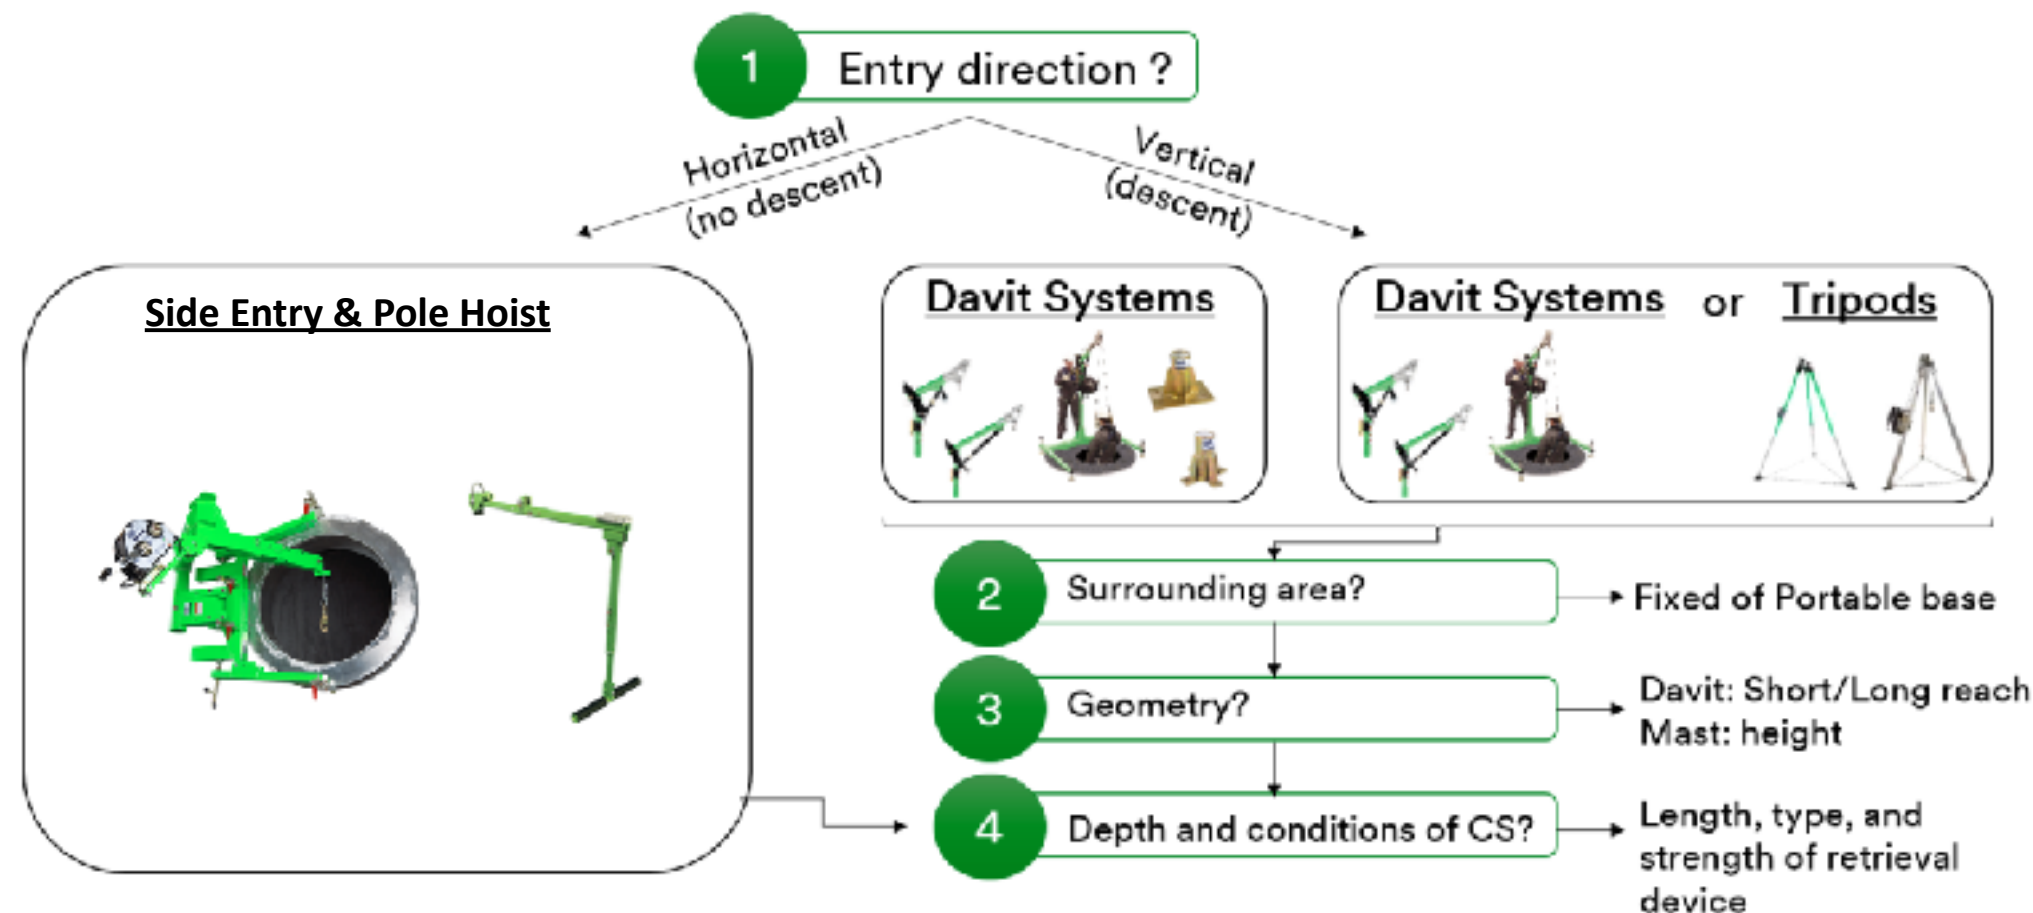 1
Entry direction ?
Horizontal
(no descent)
Vertical
(descent)
Side Entry & Pole Hoist
Davit Systems
Davit Systems or Tripods
2
Surrounding area?
Fixed of Portable base
3
Geometry?
Davit: Short/Long reach
Mast: height
4
Depth and conditions of CS?
Length, type, and
strength of retrieval
device